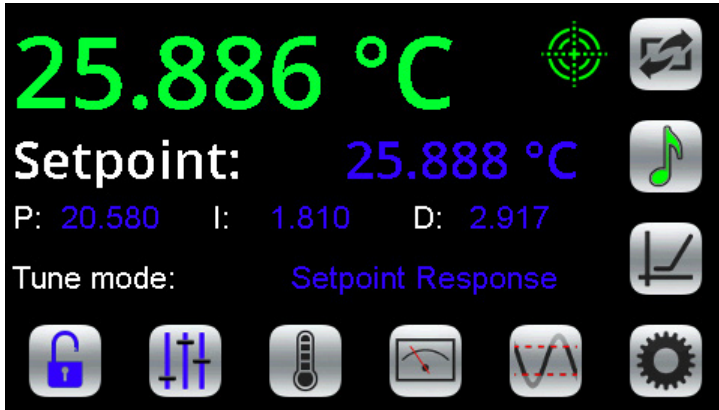 25.886 °C
Setpoint: 25.888 °C
P: 20.580 I: 1.810 D: 2.917
Tune mode: Setpoint Response